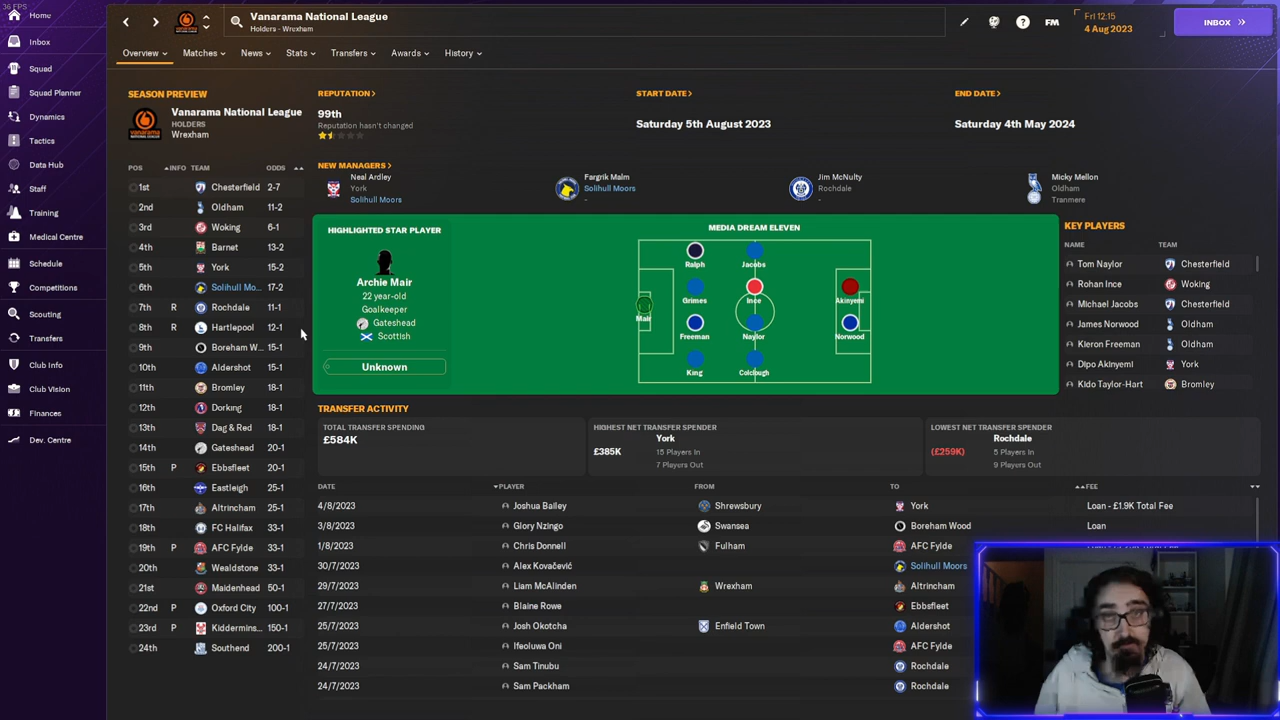 36 FPS
Home
Inbox
Squad
Squad Planner
Dynamics
Tactics
Data Hub
Staff
Training
Medical Centre
Schedule
Competitions
Scouting
Transfers
Club Info
Club Vision
Finances
Dev. Centre
Vanarama National League
Holders - Wrexham
FM
Fri 12:15
4 Aug 2023
INBOX
Overview
Matches
News
Stats
Transfers
Awards
History
SEASON PREVIEW
Vanarama National League
HOLDERS
Wrexham
POS INFO TEAM ODDS
1st Chesterfield 2-7
2nd Oldham 11-2
3rd Woking 6-1
4th Barnet 13-2
5th York 15-2
6th Solihull Mo... 17-2
7th R Rochdale 11-1
8th R Hartlepool 12-1
9th Boreham W... 15-1
10th Aldershot 15-1
11th Bromley 18-1
12th Dorking 18-1
13th Dag & Red 18-1
14th Gateshead 20-1
15th P Ebbsfleet 20-1
16th Eastleigh 25-1
17th Altrincham 25-1
18th FC Halifax 33-1
19th P AFC Fylde 33-1
20th Wealdstone 33-1
21st Maidenhead 50-1
22nd P Oxford City 100-1
23rd P Kiddermins... 150-1
24th Southend 200-1
REPUTATION
99th
Reputation hasn't changed
START DATE
Saturday 5th August 2023
END DATE
Saturday 4th May 2024
NEW MANAGERS
Neal Ardley
York
Solihull Moors
Fargrik Malm
Solihull Moors
-
Jim McNulty
Rochdale
-
Micky Mellon
Oldham
Tranmere
HIGHLIGHTED STAR PLAYER
Archie Mair
22 year-old
Goalkeeper
Gateshead
Scottish
Unknown
MEDIA DREAM ELEVEN
Ralph
Jacobs
Grimes
Ince
Akinyemi
Mair
Freeman
Naylor
Norwood
King
Colclough
KEY PLAYERS
NAME TEAM
Tom Naylor Chesterfield
Rohan Ince Woking
Michael Jacobs Chesterfield
James Norwood Oldham
Kieron Freeman Oldham
Dipo Akinyemi York
Kido Taylor-Hart Bromley
TRANSFER ACTIVITY
TOTAL TRANSFER SPENDING
£584K
HIGHEST NET TRANSFER SPENDER
£385K
York
15 Players In
7 Players Out
LOWEST NET TRANSFER SPENDER
(£259K)
Rochdale
5 Players In
9 Players Out
DATE PLAYER FROM TO FEE
4/8/2023 Joshua Bailey Shrewsbury York Loan - £1.9K Total Fee
3/8/2023 Glory Nzingo Swansea Boreham Wood Loan
1/8/2023 Chris Donnell Fulham AFC Fylde
30/7/2023 Alex Kovačević Solihull Moors
29/7/2023 Liam McAlinden Wrexham Altrincham
27/7/2023 Blaine Rowe Ebbsfleet
25/7/2023 Josh Okotcha Enfield Town Aldershot
25/7/2023 Ifeoluwa Oni AFC Fylde
24/7/2023 Sam Tinubu Rochdale
24/7/2023 Sam Packham Rochdale